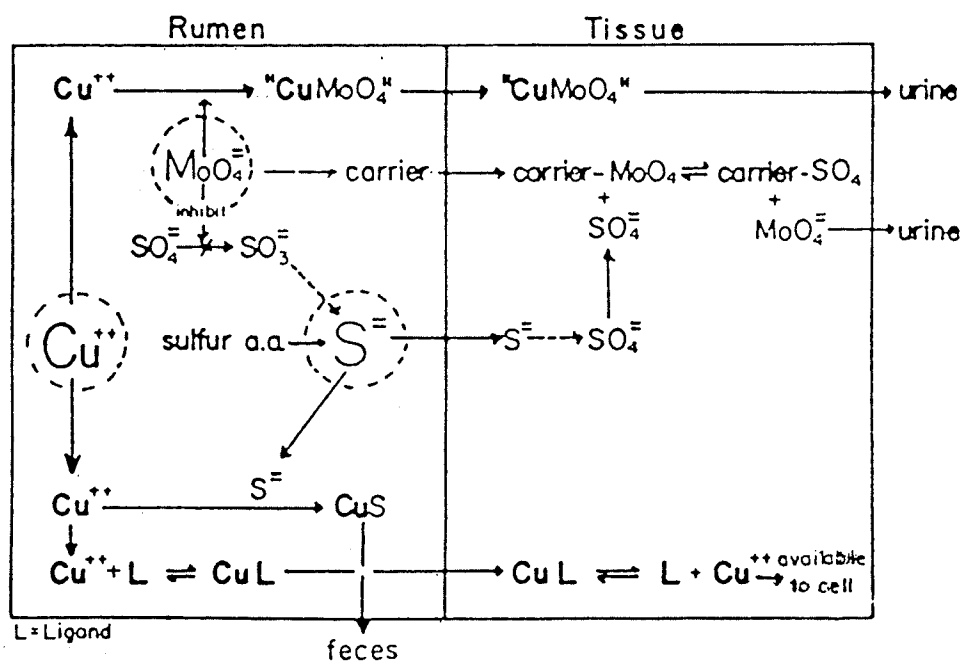 Rumen Tissue
Cu⁺⁺ → "CuMoO₄" → "CuMoO₄" → urine
MoO₄⁼ → carrier → carrier-MoO₄ ⇌ carrier-SO₄
inhibit + +
SO₄⁼ → SO₃⁼ SO₄⁼ MoO₄⁼ → urine
Cu⁺⁺ sulfur a.a → S⁼ → S⁼ → SO₄⁼
S⁼
Cu⁺⁺ → CuS
Cu⁺⁺ + L ⇌ CuL → CuL ⇌ L + Cu⁺⁺ → availabile
to cell
L = Ligand
feces